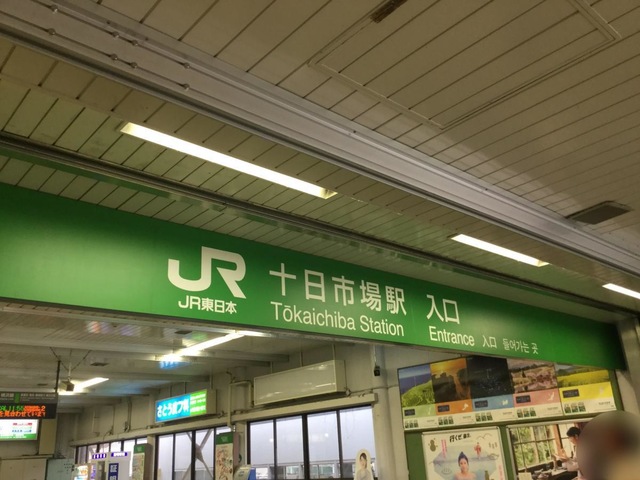 JR
JR東日本
十日市場駅 入口
Tōkaichiba Station
Entrance 入口 들어가는 곳